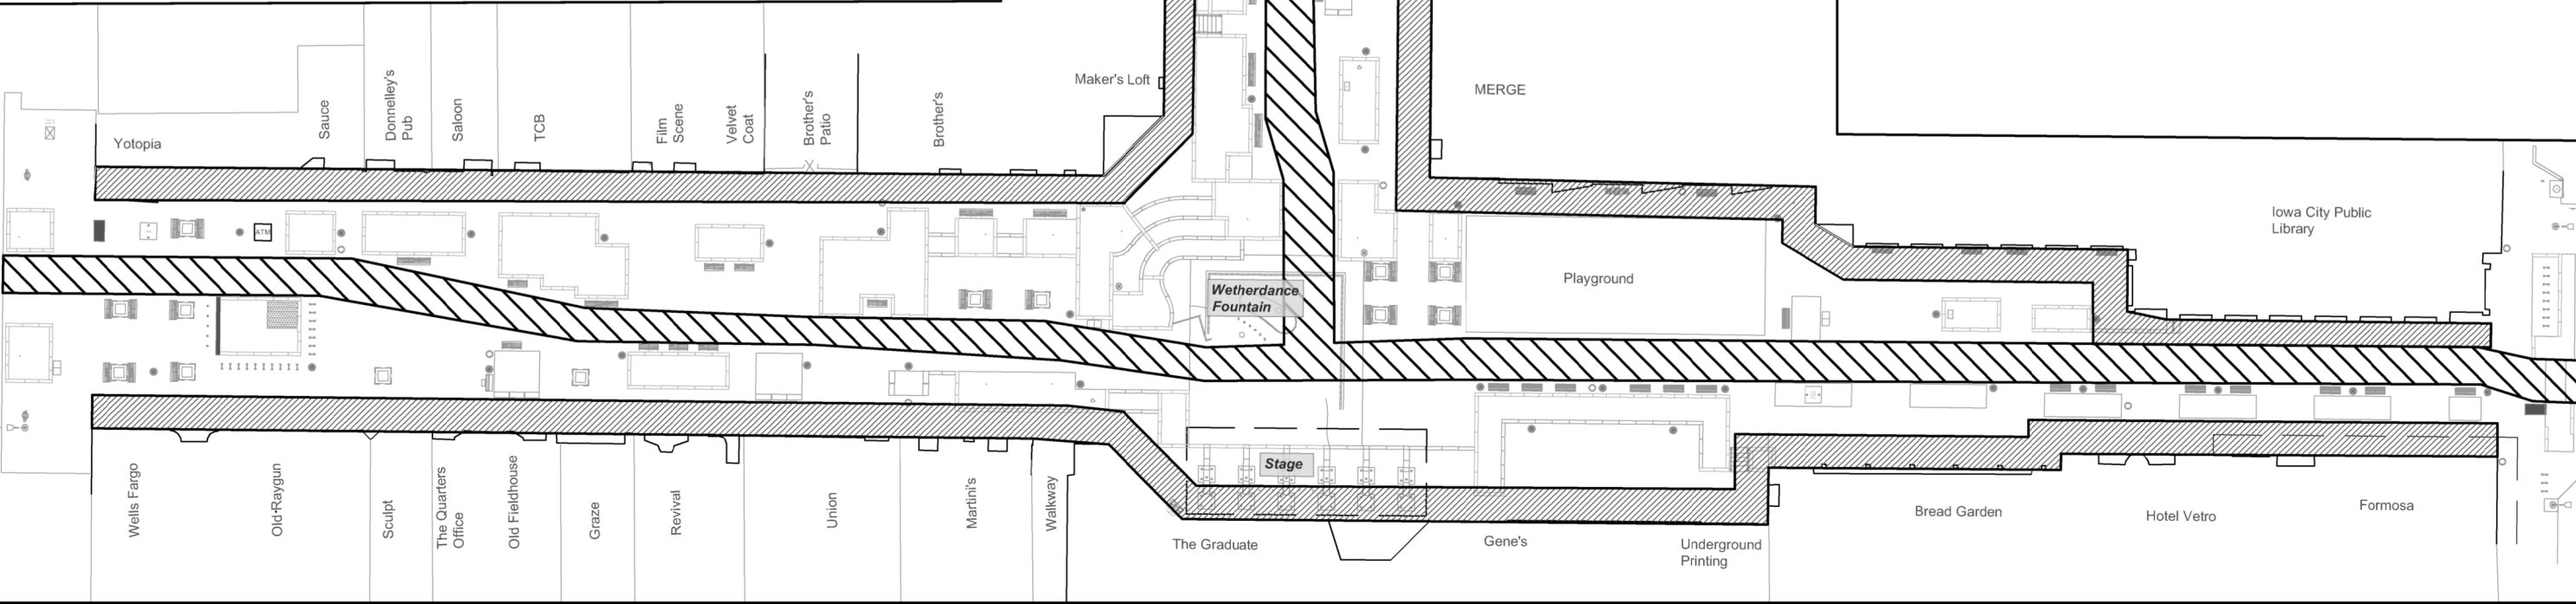 Maker's Loft
MERGE
Yotopia
Sauce
Donnelley's
Pub
Saloon
TCB
Film
Scene
Velvet
Coat
Brother's
Patio
Brother's
Iowa City Public
Library
ATM
Playground
Wetherdance
Fountain
Stage
Wells Fargo
Old Raygun
Sculpt
The Quarters
Office
Old Fieldhouse
Graze
Revival
Union
Martini's
Walkway
The Graduate
Gene's
Underground
Printing
Bread Garden
Hotel Vetro
Formosa